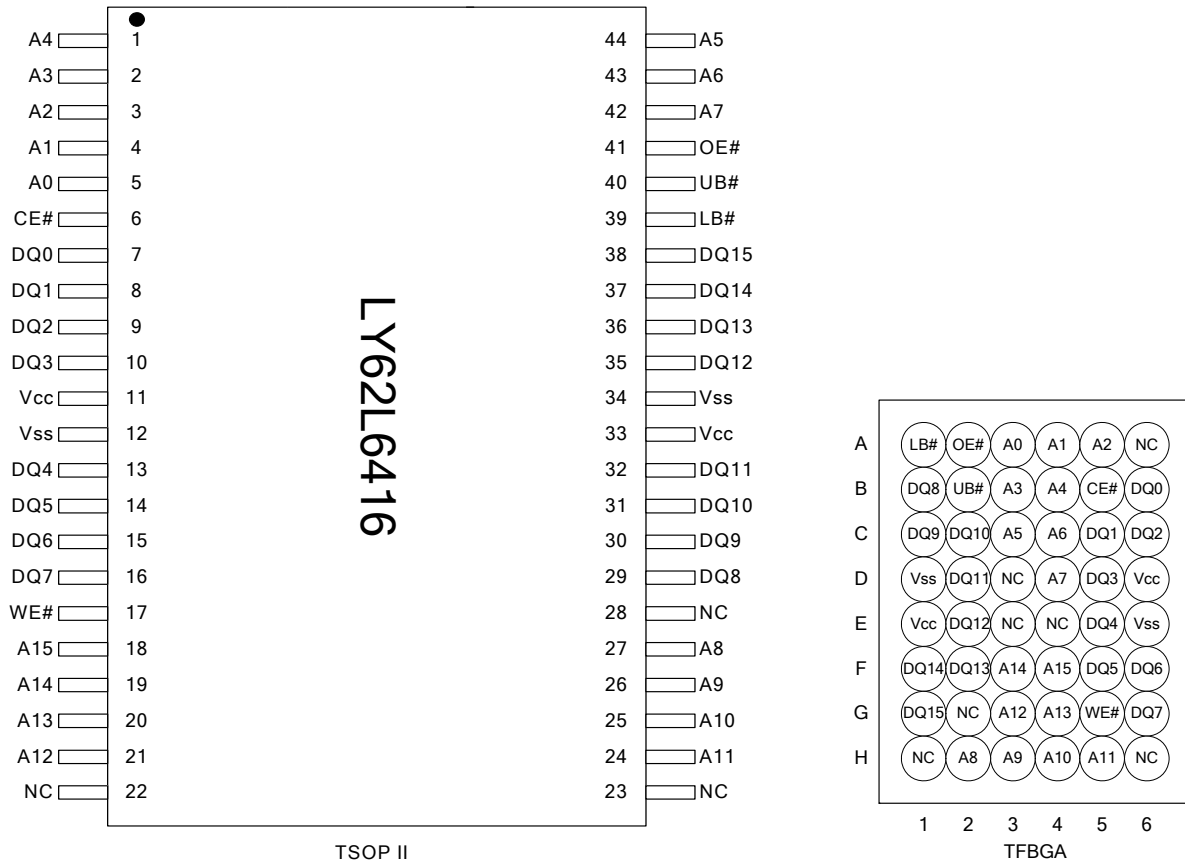 A4 1 44 A5
A3 2 43 A6
A2 3 42 A7
A1 4 41 OE#
A0 5 40 UB#
CE# 6 39 LB#
DQ0 7 38 DQ15
DQ1 8 37 DQ14
DQ2 9 36 DQ13
DQ3 10 35 DQ12
Vcc 11 34 Vss
Vss 12 33 Vcc
DQ4 13 32 DQ11
DQ5 14 31 DQ10
DQ6 15 30 DQ9
DQ7 16 29 DQ8
WE# 17 28 NC
A15 18 27 A8
A14 19 26 A9
A13 20 25 A10
A12 21 24 A11
NC 22 23 NC
LY62L6416
TSOP II
A LB# OE# A0 A1 A2 NC
B DQ8 UB# A3 A4 CE# DQ0
C DQ9 DQ10 A5 A6 DQ1 DQ2
D Vss DQ11 NC A7 DQ3 Vcc
E Vcc DQ12 NC NC DQ4 Vss
F DQ14 DQ13 A14 A15 DQ5 DQ6
G DQ15 NC A12 A13 WE# DQ7
H NC A8 A9 A10 A11 NC
1 2 3 4 5 6
TFBGA